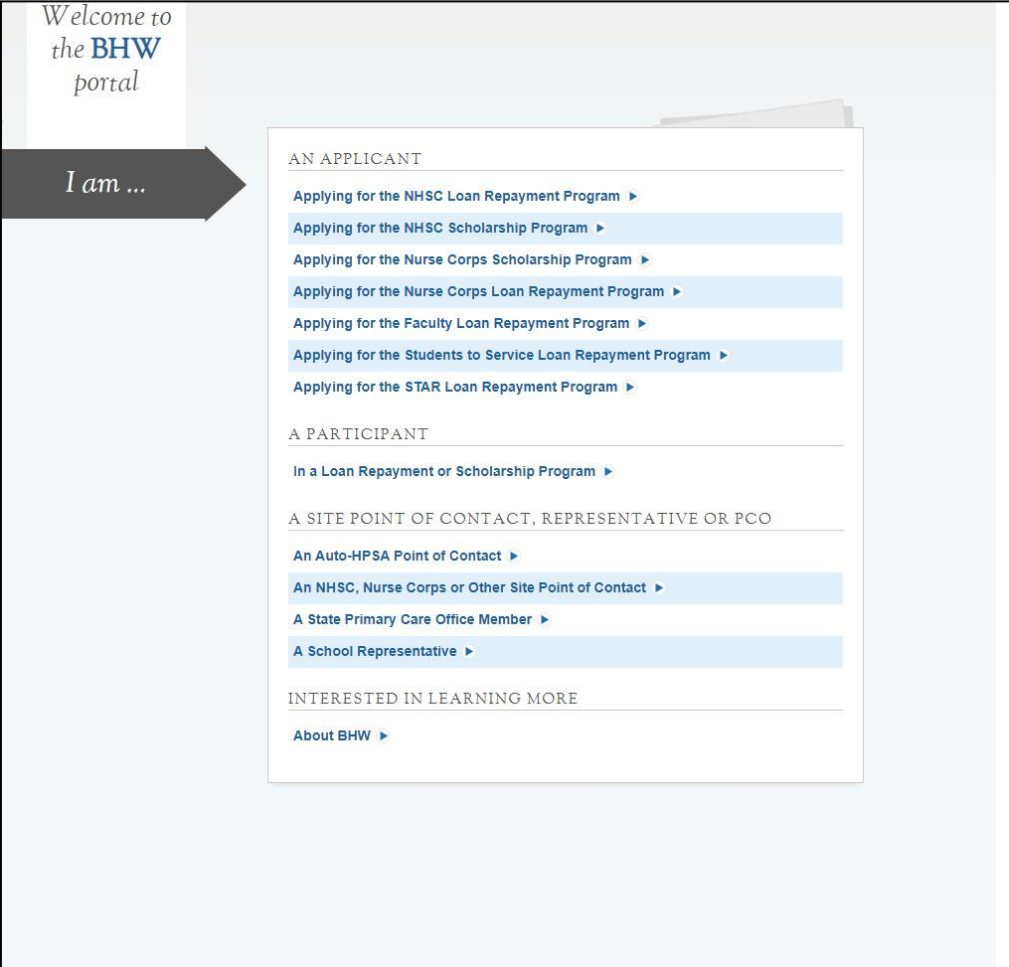 Welcome to
the BHW
portal
I am ...
AN APPLICANT
Applying for the NHSC Loan Repayment Program
Applying for the NHSC Scholarship Program
Applying for the Nurse Corps Scholarship Program
Applying for the Nurse Corps Loan Repayment Program
Applying for the Faculty Loan Repayment Program
Applying for the Students to Service Loan Repayment Program
Applying for the STAR Loan Repayment Program
A PARTICIPANT
In a Loan Repayment or Scholarship Program
A SITE POINT OF CONTACT, REPRESENTATIVE OR PCO
An Auto-HPSA Point of Contact
An NHSC, Nurse Corps or Other Site Point of Contact
A State Primary Care Office Member
A School Representative
INTERESTED IN LEARNING MORE
About BHW